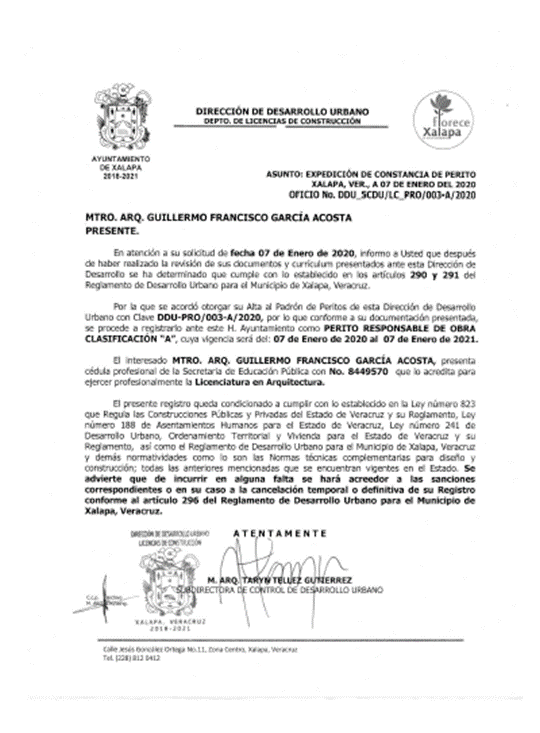 DIRECCIÓN DE DESARROLLO URBANO
DEPTO. DE LICENCIAS DE CONSTRUCCIÓN
florece
Xalapa
AYUNTAMIENTO
DE XALAPA
2018-2021
ASUNTO: EXPEDICIÓN DE CONSTANCIA DE PERITO
XALAPA, VER., A 07 DE ENERO DEL 2020
OFICIO No. DDU_SCDU/LC_PRO/003-A/2020
MTRO. ARQ. GUILLERMO FRANCISCO GARCÍA ACOSTA
PRESENTE.
En atención a su solicitud de fecha 07 de Enero de 2020, informo a Usted que después
de haber realizado la revisión de sus documentos y curriculum presentados ante esta Dirección de
Desarrollo se ha determinado que cumple con lo establecido en los artículos 290 y 291 del
Reglamento de Desarrollo Urbano para el Municipio de Xalapa, Veracruz.
Por la que se acordó otorgar su Alta al Padrón de Peritos de esta Dirección de Desarrollo
Urbano con Clave DDU-PRO/003-A/2020, por lo que conforme a su documentación presentada,
se procede a registrarlo ante este H. Ayuntamiento como PERITO RESPONSABLE DE OBRA
CLASIFICACIÓN "A", cuya vigencia será del: 07 de Enero de 2020 al 07 de Enero de 2021.
El interesado MTRO. ARQ. GUILLERMO FRANCISCO GARCÍA ACOSTA, presenta
cédula profesional de la Secretaria de Educación Pública con No. 8449570 que lo acredita para
ejercer profesionalmente la Licenciatura en Arquitectura.
El presente registro queda condicionado a cumplir con lo establecido en la Ley número 823
que Regula las Construcciones Públicas y Privadas del Estado de Veracruz y su Reglamento, Ley
número 188 de Asentamientos Humanos para el Estado de Veracruz, Ley número 241 de
Desarrollo Urbano, Ordenamiento Territorial y Vivienda para el Estado de Veracruz y su
Reglamento, así como el Reglamento de Desarrollo Urbano para el Municipio de Xalapa, Veracruz
y demás normatividades como lo son las Normas técnicas complementarias para diseño y
construcción; todas las anteriores mencionadas que se encuentran vigentes en el Estado. Se
advierte que de incurrir en alguna falta se hará acreedor a las sanciones
correspondientes o en su caso a la cancelación temporal o definitiva de su Registro
conforme al artículo 296 del Reglamento de Desarrollo Urbano para el Municipio de
Xalapa, Veracruz.
DIRECCIÓN DE DESARROLLO URBANO
LICENCIAS DE CONSTRUCCIÓN
ATENTAMENTE
M. ARQ. TARYN TÉLLEZ GUTIÉRREZ
SUBDIRECTORA DE CONTROL DE DESARROLLO URBANO
C.c.p.
XALAPA, VERACRUZ
2018-2021
Calle Jesús González Ortega No.11, Zona Centro, Xalapa, Veracruz
Tel. (228) 812 0412